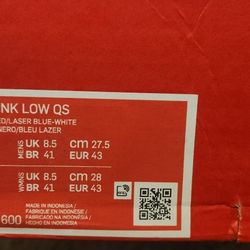 NK LOW QS
ED/LASER BLUE-WHITE
NERO/BLEU LAZER
MENS UK 8.5 CM 27.5
BR 41 EUR 43
WMNS UK 8.5 CM 28
BR 41 EUR 43
MADE IN INDONESIA /
FABRIQUE EN INDONESIE /
FABRICADO NA INDONÉSIA /
HECHO EN INDONESIA
600